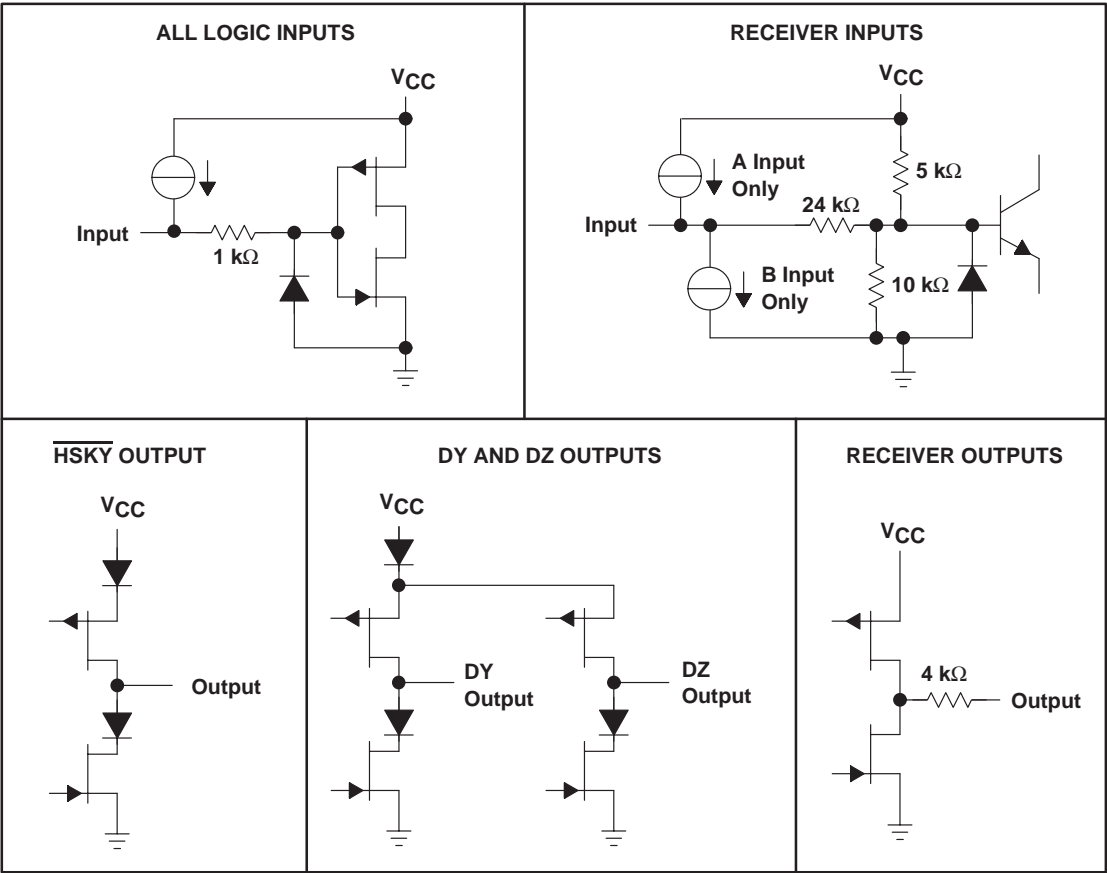 ALL LOGIC INPUTS
VCC
Input
1 kΩ
RECEIVER INPUTS
VCC
A Input
Only
5 kΩ
24 kΩ
Input
B Input
Only
10 kΩ
HSKY OUTPUT
VCC
Output
DY AND DZ OUTPUTS
VCC
DY
Output
DZ
Output
RECEIVER OUTPUTS
VCC
4 kΩ
Output